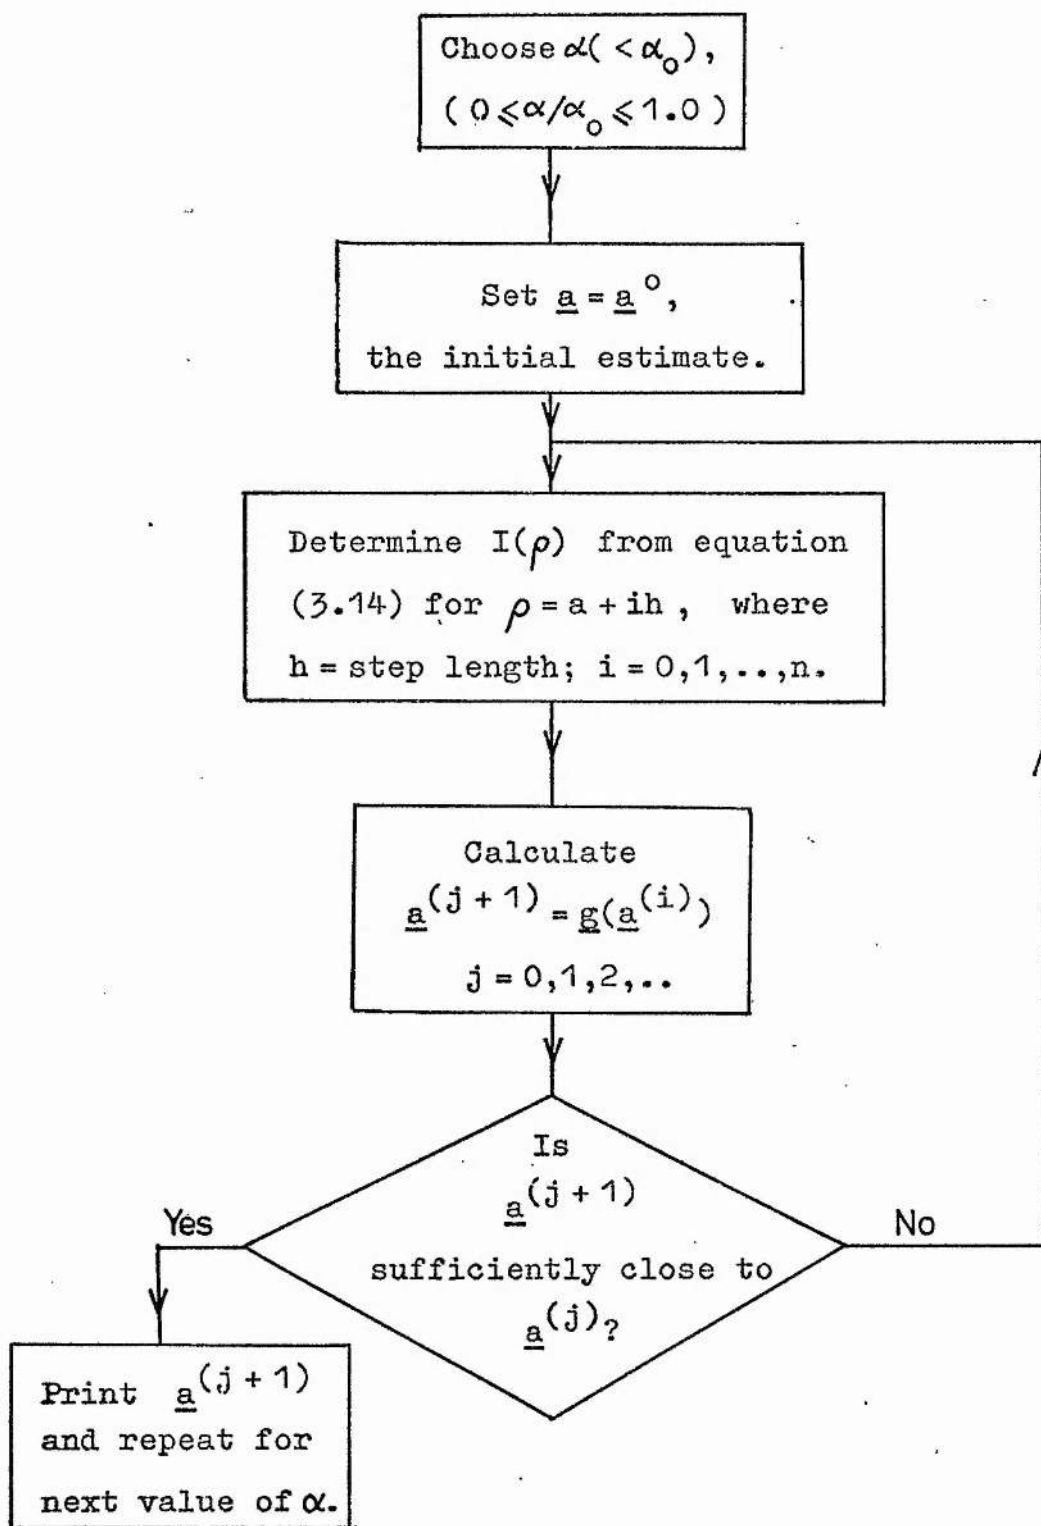 Choose α( < α₀),
( 0 ⩽ α/α₀ ⩽ 1.0 )
Set a̲ = a̲⁰,
the initial estimate.
Determine I(ρ) from equation
(3.14) for ρ = a + ih , where
h = step length; i = 0,1,..,n.
Calculate
a̲^(j + 1) = g̲(a̲^(i))
j = 0,1,2,..
Is
a̲^(j + 1)
sufficiently close to
a̲^(j)?
Yes
No
Print a̲^(j + 1)
and repeat for
next value of α.